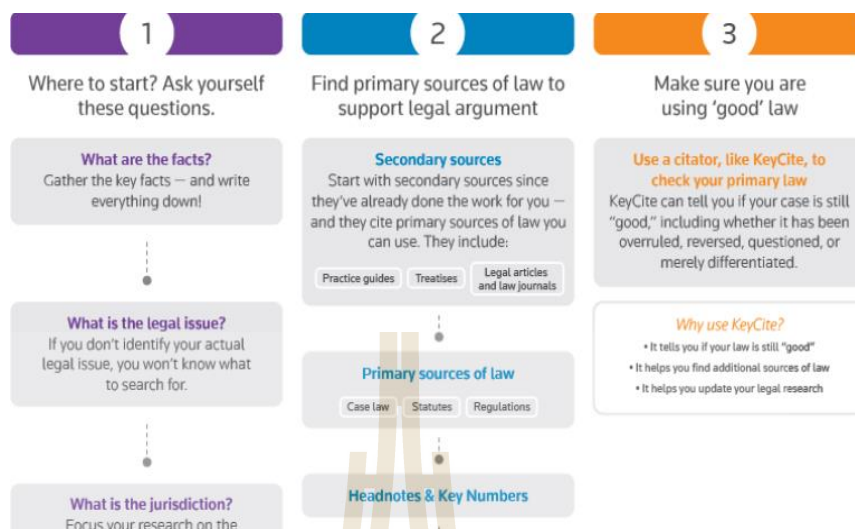 1
Where to start? Ask yourself
these questions.
What are the facts?
Gather the key facts — and write
everything down!
What is the legal issue?
If you don't identify your actual
legal issue, you won't know what
to search for.
What is the jurisdiction?
Focus your research on the
2
Find primary sources of law to
support legal argument
Secondary sources
Start with secondary sources since
they've already done the work for you —
and they cite primary sources of law you
can use. They include:
Practice guides
Treatises
Legal articles
and law journals
Primary sources of law
Case law
Statutes
Regulations
Headnotes & Key Numbers
3
Make sure you are
using 'good' law
Use a citator, like KeyCite, to
check your primary law
KeyCite can tell you if your case is still
"good," including whether it has been
overruled, reversed, questioned, or
merely differentiated.
Why use KeyCite?
• It tells you if your law is still "good"
• It helps you find additional sources of law
• It helps you update your legal research